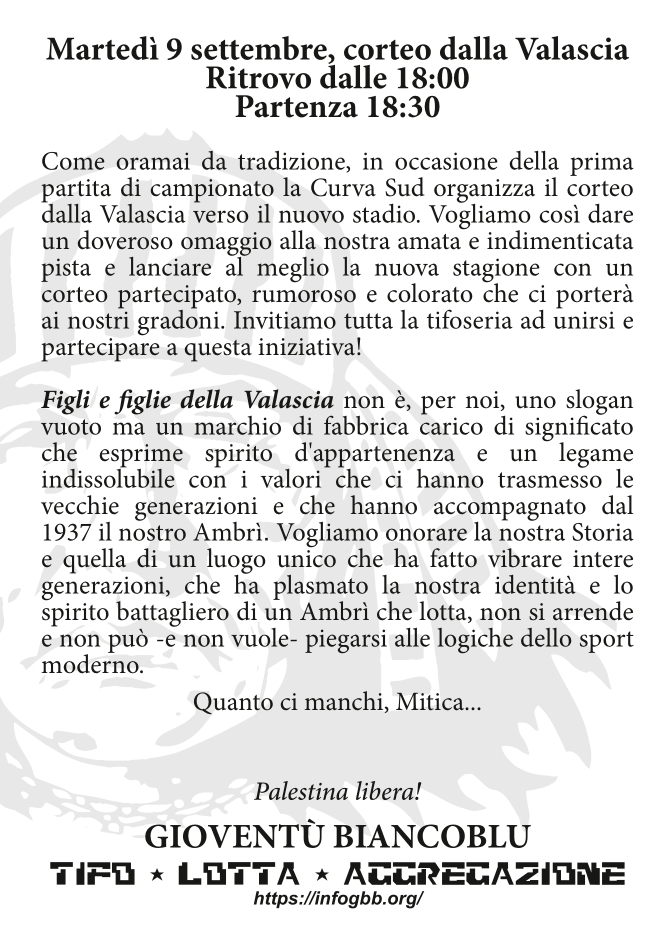 Martedì 9 settembre, corteo dalla Valascia
Ritrovo dalle 18:00
Partenza 18:30
Come oramai da tradizione, in occasione della prima
partita di campionato la Curva Sud organizza il corteo
dalla Valascia verso il nuovo stadio. Vogliamo così dare
un doveroso omaggio alla nostra amata e indimenticata
pista e lanciare al meglio la nuova stagione con un
corteo partecipato, rumoroso e colorato che ci porterà
ai nostri gradoni. Invitiamo tutta la tifoseria ad unirsi e
partecipare a questa iniziativa!
Figli e figlie della Valascia non è, per noi, uno slogan
vuoto ma un marchio di fabbrica carico di significato
che esprime spirito d'appartenenza e un legame
indissolubile con i valori che ci hanno trasmesso le
vecchie generazioni e che hanno accompagnato dal
1937 il nostro Ambrì. Vogliamo onorare la nostra Storia
e quella di un luogo unico che ha fatto vibrare intere
generazioni, che ha plasmato la nostra identità e lo
spirito battagliero di un Ambrì che lotta, non si arrende
e non può -e non vuole- piegarsi alle logiche dello sport
moderno.
Quanto ci manchi, Mitica...
Palestina libera!
GIOVENTÙ BIANCOBLU
TIFO ★ LOTTA ★ AGGREGAZIONE
https://infogbb.org/